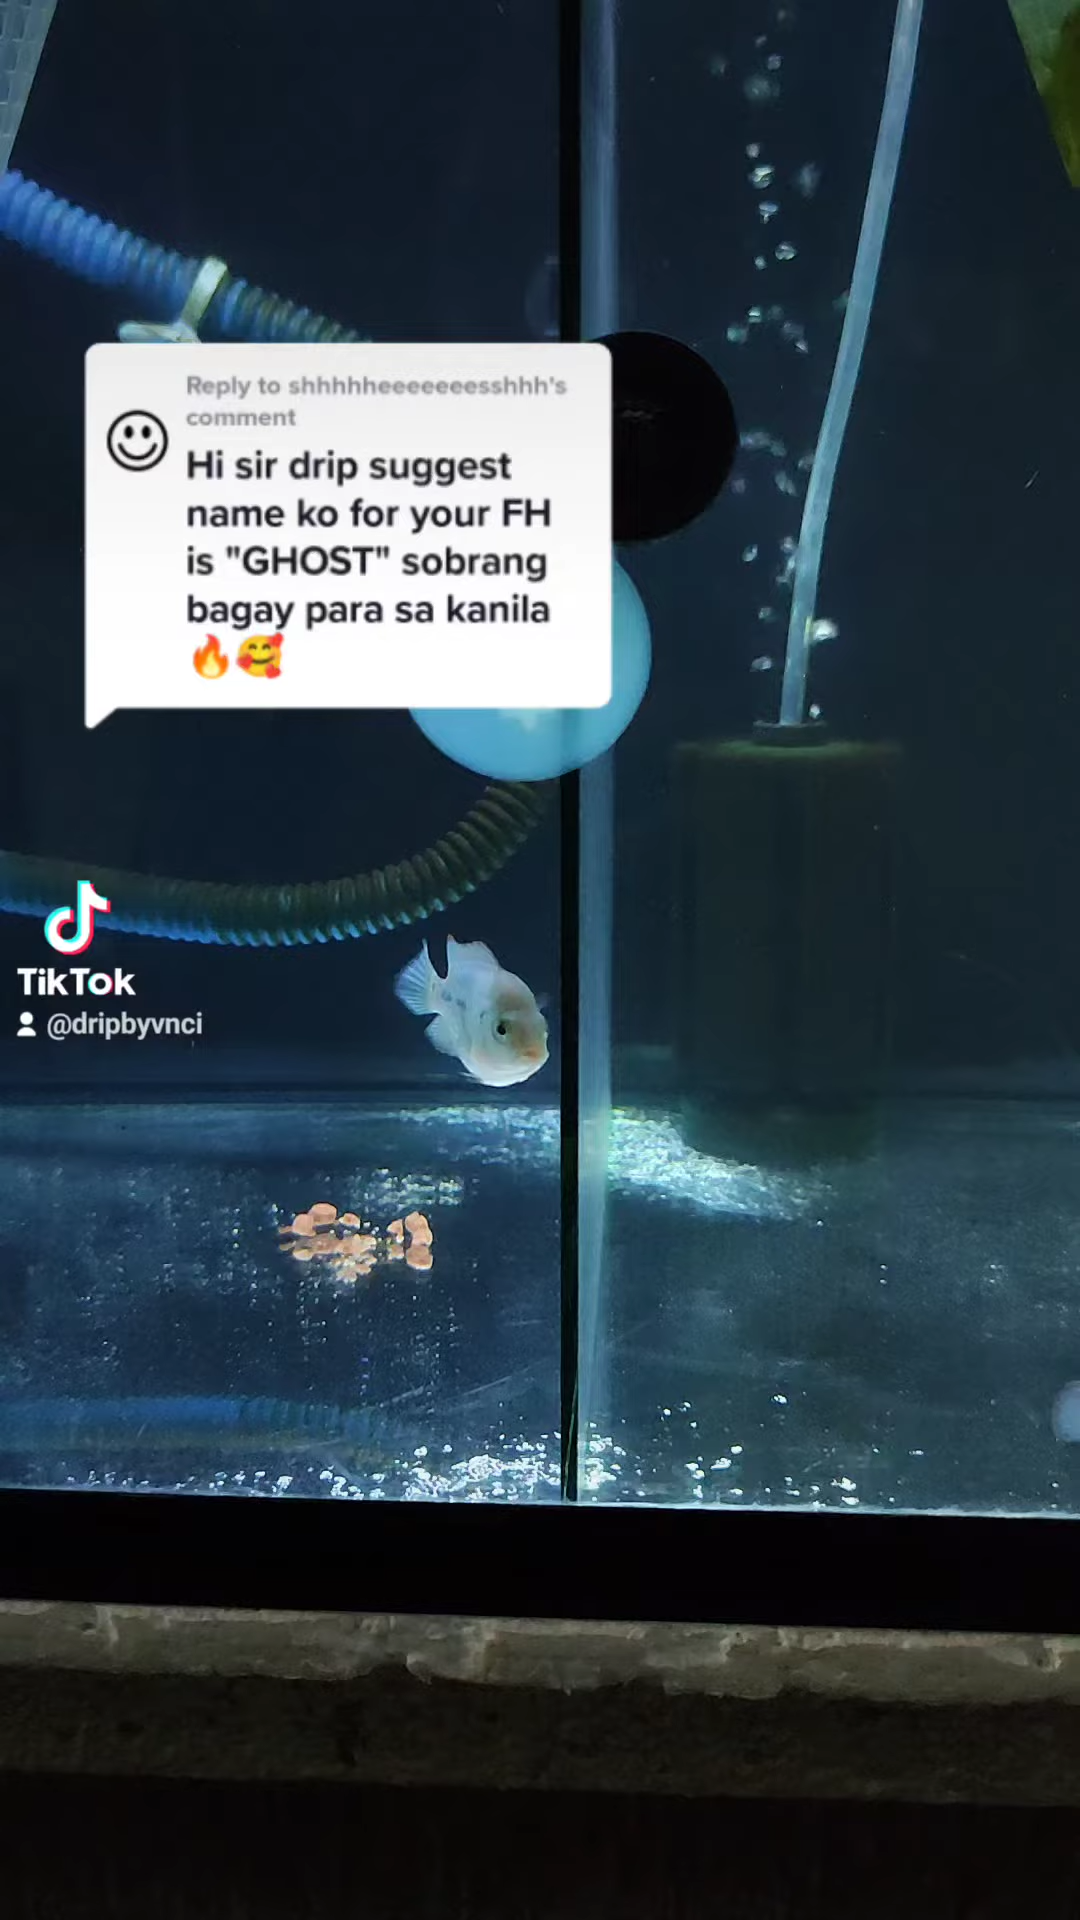 Reply to shhhhheeeeeeesshhh's
comment
Hi sir drip suggest
name ko for your FH
is "GHOST" sobrang
bagay para sa kanila
🔥🥰
TikTok
@dripbyvnci